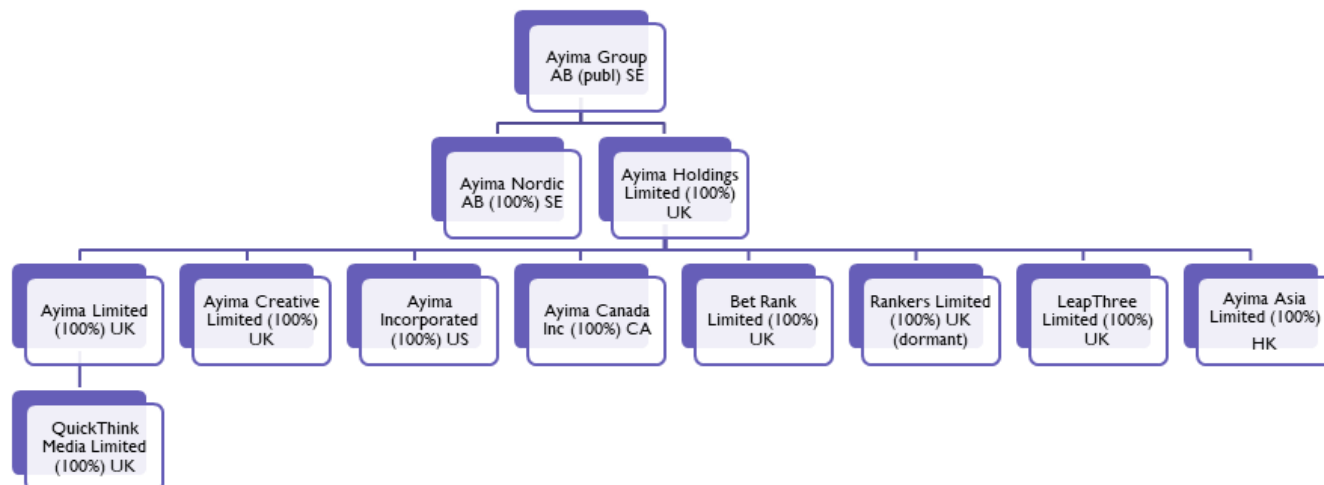 Ayima Group
AB (publ) SE
Ayima Nordic
AB (100%) SE
Ayima Holdings
Limited (100%)
UK
Ayima Limited
(100%) UK
Ayima Creative
Limited (100%)
UK
Ayima
Incorporated
(100%) US
Ayima Canada
Inc (100%) CA
Bet Rank
Limited (100%)
UK
Rankers Limited
(100%) UK
(dormant)
LeapThree
Limited (100%)
UK
Ayima Asia
Limited (100%)
HK
QuickThink
Media Limited
(100%) UK